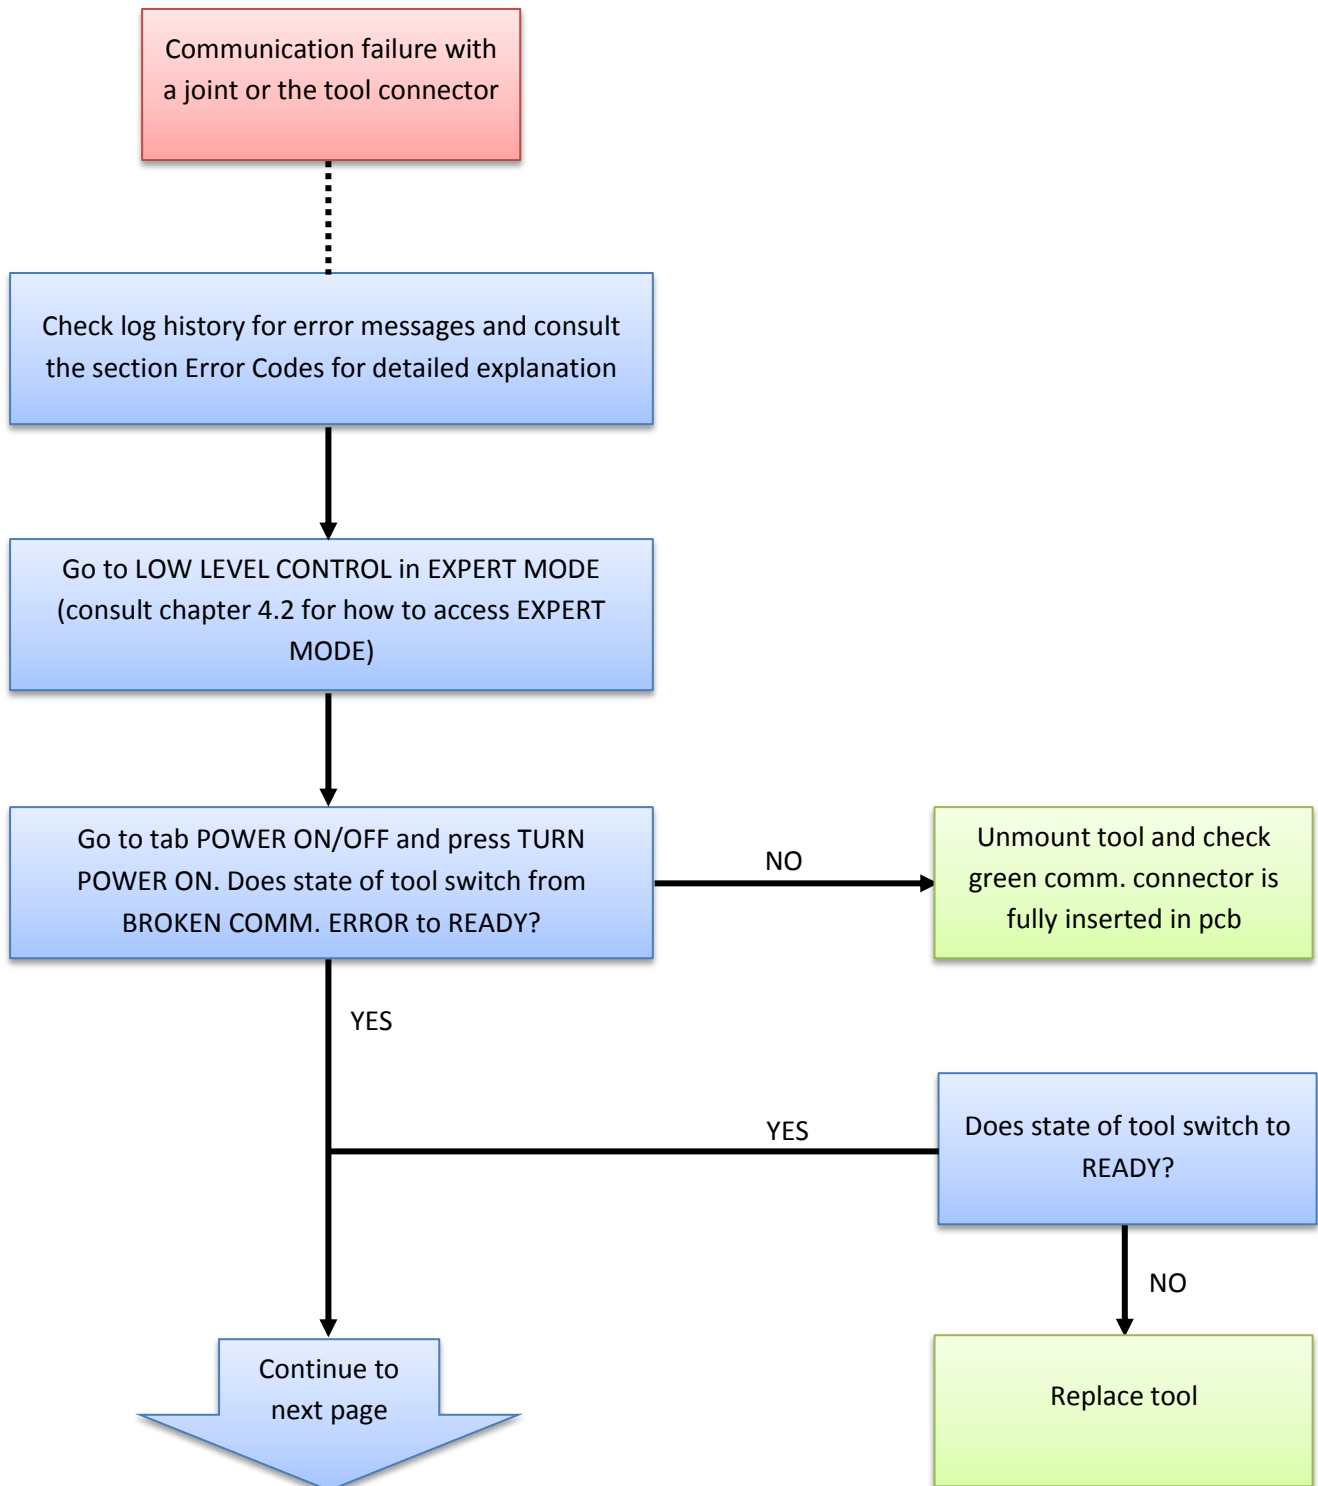 Communication failure with
a joint or the tool connector
Check log history for error messages and consult
the section Error Codes for detailed explanation
Go to LOW LEVEL CONTROL in EXPERT MODE
(consult chapter 4.2 for how to access EXPERT
MODE)
Go to tab POWER ON/OFF and press TURN
POWER ON. Does state of tool switch from
BROKEN COMM. ERROR to READY?
NO
Unmount tool and check
green comm. connector is
fully inserted in pcb
YES
YES
Does state of tool switch to
READY?
NO
Continue to
next page
Replace tool